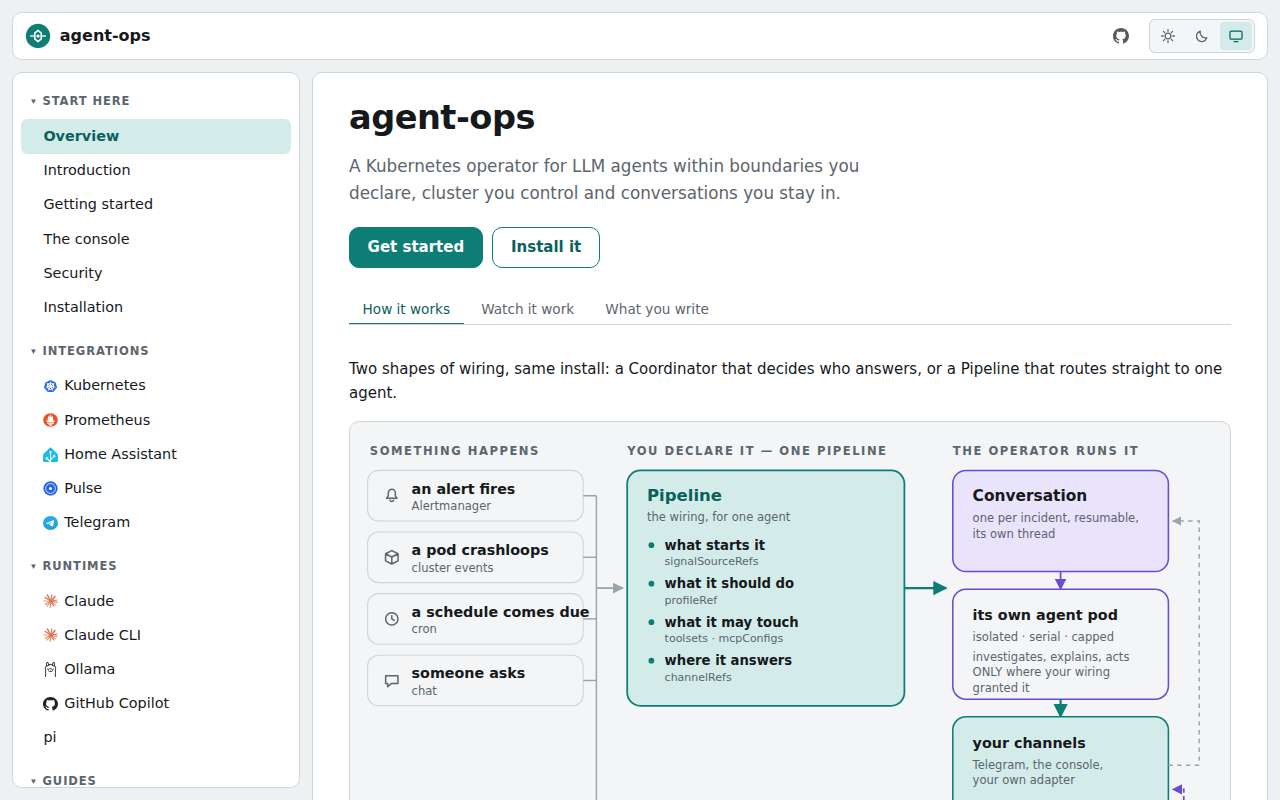 agent-ops
START HERE
Overview
Introduction
Getting started
The console
Security
Installation
INTEGRATIONS
Kubernetes
Prometheus
Home Assistant
Pulse
Telegram
RUNTIMES
Claude
Claude CLI
Ollama
GitHub Copilot
pi
GUIDES
agent-ops
A Kubernetes operator for LLM agents within boundaries you
declare, cluster you control and conversations you stay in.
Get started
Install it
How it works
Watch it work
What you write
Two shapes of wiring, same install: a Coordinator that decides who answers, or a Pipeline that routes straight to one
agent.
SOMETHING HAPPENS
an alert fires
Alertmanager
a pod crashloops
cluster events
a schedule comes due
cron
someone asks
chat
YOU DECLARE IT — ONE PIPELINE
Pipeline
the wiring, for one agent
what starts it
signalSourceRefs
what it should do
profileRef
what it may touch
toolsets · mcpConfigs
where it answers
channelRefs
THE OPERATOR RUNS IT
Conversation
one per incident, resumable,
its own thread
its own agent pod
isolated · serial · capped
investigates, explains, acts
ONLY where your wiring
granted it
your channels
Telegram, the console,
your own adapter